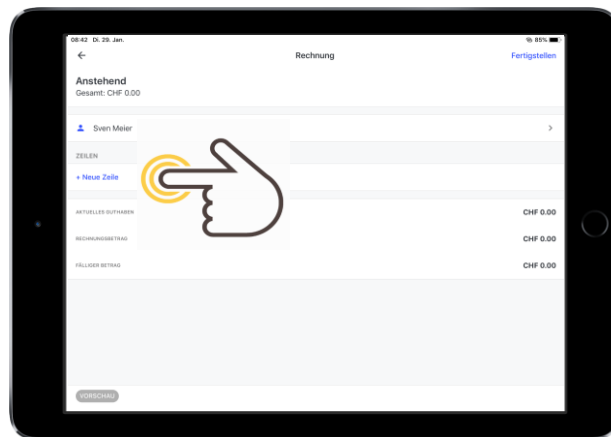 08:42 Di. 29. Jan.
85%
Rechnung
Fertigstellen
Anstehend
Gesamt: CHF 0.00
Sven Meier
ZEILEN
+ Neue Zeile
AKTUELLES GUTHABEN
CHF 0.00
RECHNUNGSBETRAG
CHF 0.00
FÄLLIGER BETRAG
CHF 0.00
VORSCHAU